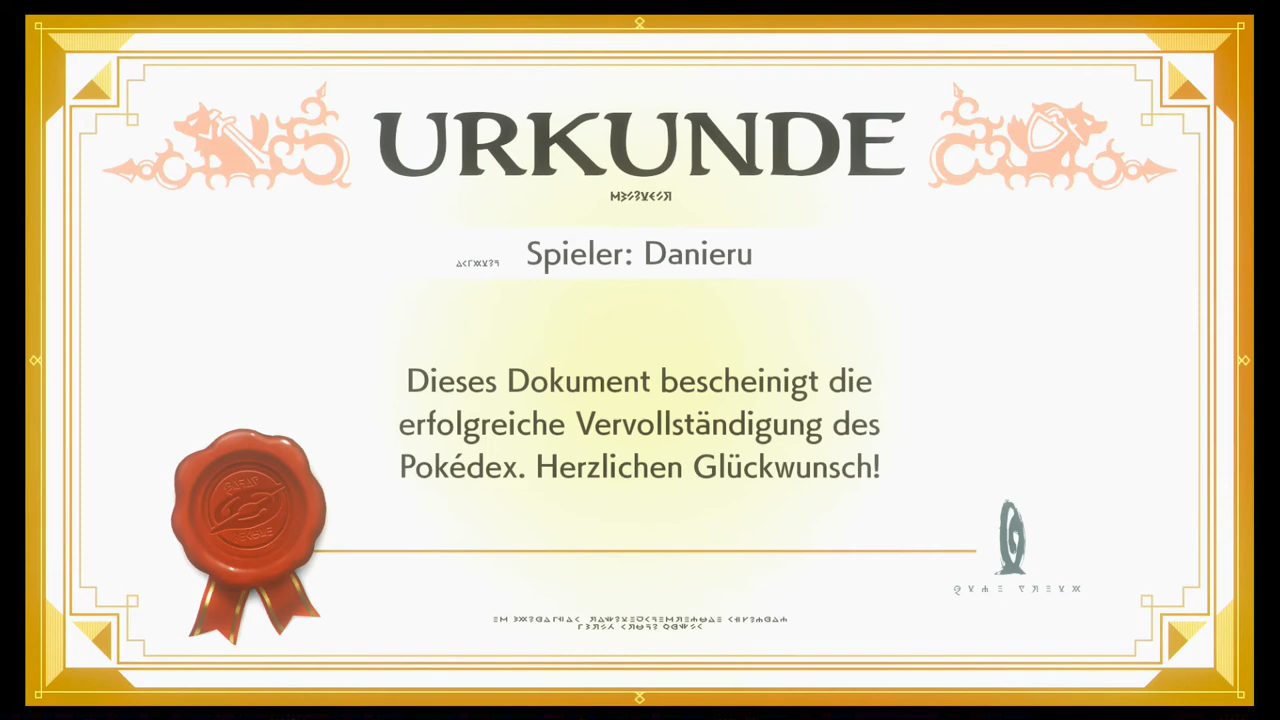 URKUNDE
Spieler: Danieru
Dieses Dokument bescheinigt die
erfolgreiche Vervollständigung des
Pokédex. Herzlichen Glückwunsch!